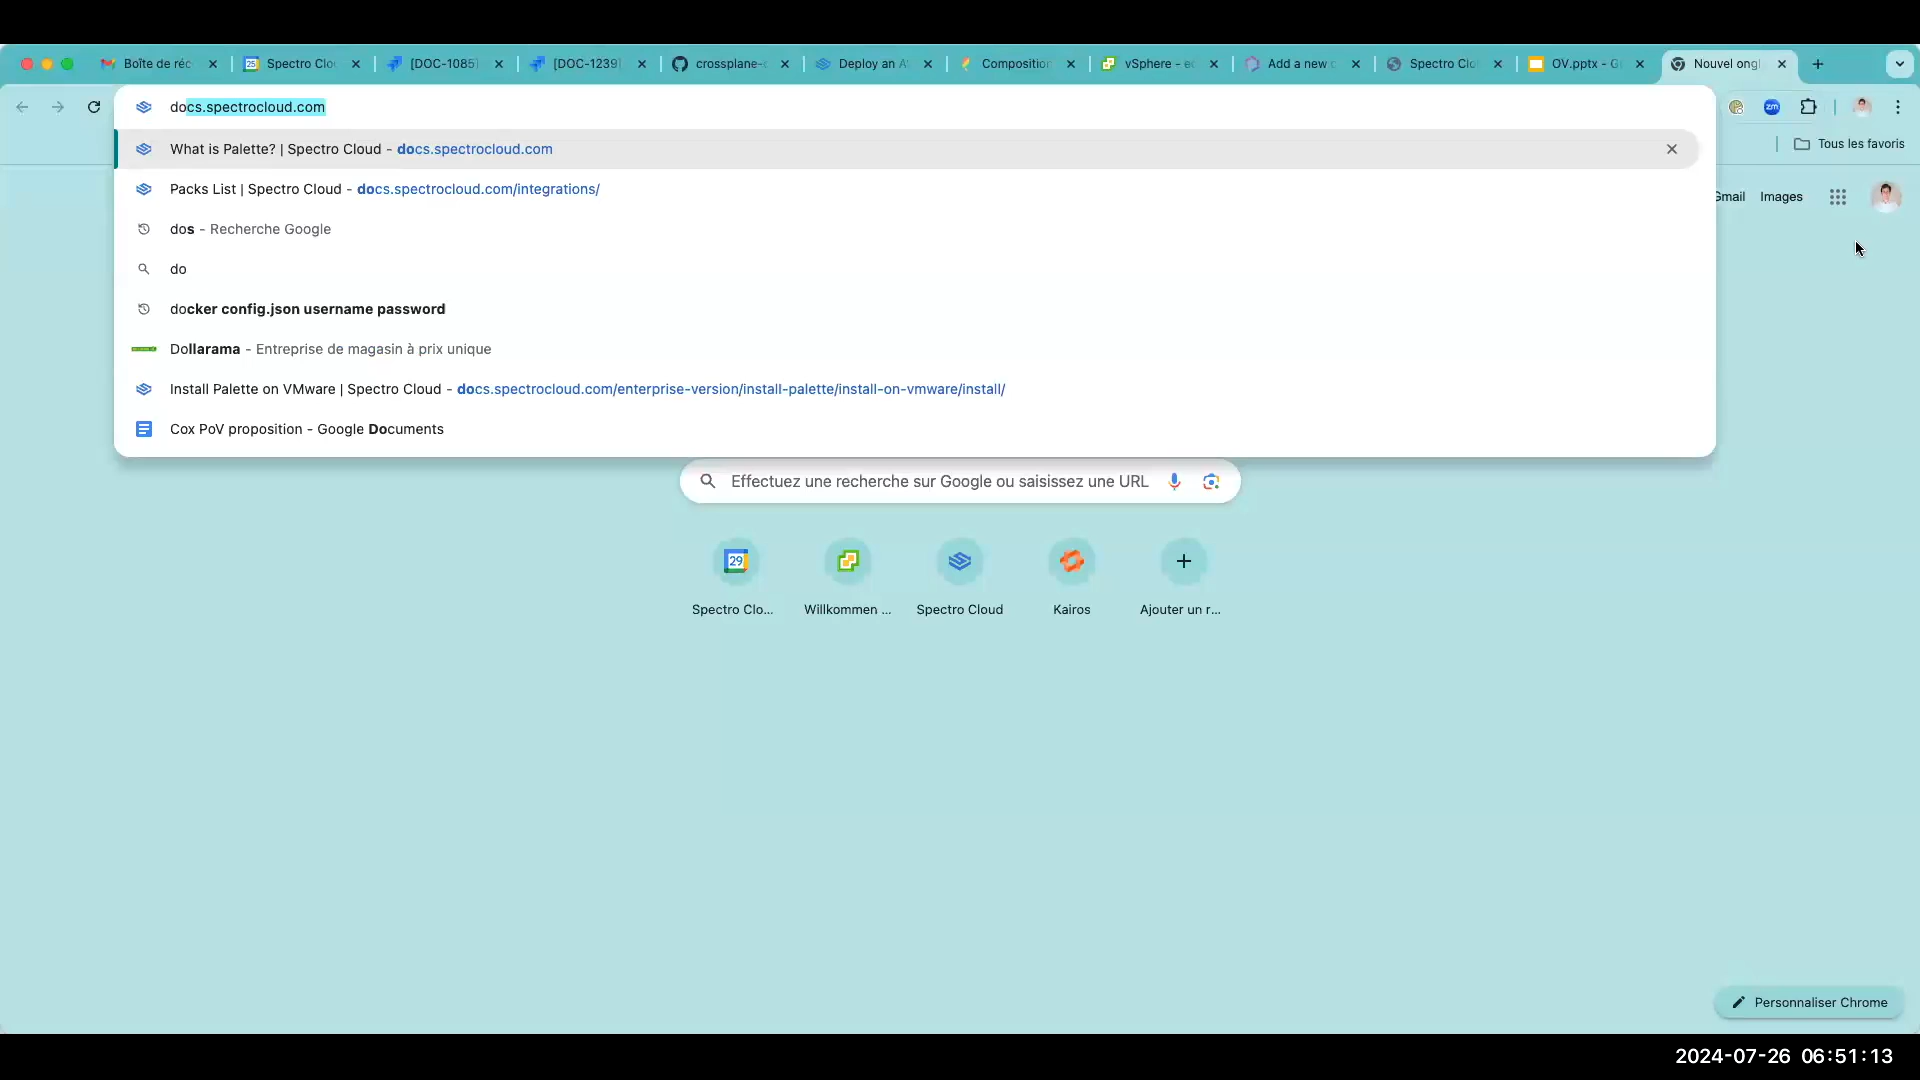 Boîte de réc
Spectro Clo
[DOC-1085]
[DOC-1239]
crossplane-
Deploy an A
Composition
vSphere - e
Add a new c
Spectro Clo
OV.pptx - G
Nouvel ongl
docs.spectrocloud.com
What is Palette? | Spectro Cloud - docs.spectrocloud.com
Tous les favoris
Packs List | Spectro Cloud - docs.spectrocloud.com/integrations/
Gmail Images
dos - Recherche Google
do
docker config.json username password
Dollarama - Entreprise de magasin à prix unique
Install Palette on VMware | Spectro Cloud - docs.spectrocloud.com/enterprise-version/install-palette/install-on-vmware/install/
Cox PoV proposition - Google Documents
Effectuez une recherche sur Google ou saisissez une URL
Spectro Clo...
Willkommen ...
Spectro Cloud
Kairos
Ajouter un r...
Personnaliser Chrome
2024-07-26 06:51:13